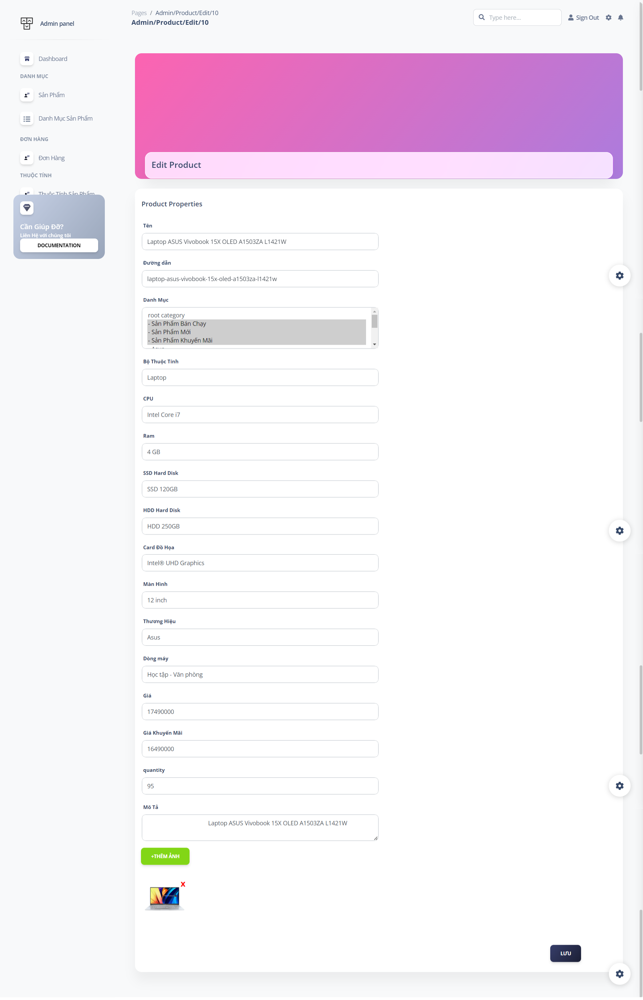 Admin panel
Dashboard
DANH MỤC
Sản Phẩm
Danh Mục Sản Phẩm
ĐƠN HÀNG
Đơn Hàng
THUỘC TÍNH
Thuộc Tính Sản Phẩm
Cần Giúp Đỡ?
Liên Hệ với chúng tôi
DOCUMENTATION
Pages / Admin/Product/Edit/10
Admin/Product/Edit/10
Type here...
Sign Out
Edit Product
Product Properties
Tên
Laptop ASUS Vivobook 15X OLED A1503ZA L1421W
Đường dẫn
laptop-asus-vivobook-15x-oled-a1503za-l1421w
Danh Mục
root category
- Sản Phẩm Bán Chạy
- Sản Phẩm Mới
- Sản Phẩm Khuyến Mãi
- Asus
Bộ Thuộc Tính
Laptop
CPU
Intel Core i7
Ram
4 GB
SSD Hard Disk
SSD 120GB
HDD Hard Disk
HDD 250GB
Card Đồ Họa
Intel® UHD Graphics
Màn Hình
12 inch
Thương Hiệu
Asus
Dòng máy
Học tập - Văn phòng
Giá
17490000
Giá Khuyến Mãi
16490000
quantity
95
Mô Tả
Laptop ASUS Vivobook 15X OLED A1503ZA L1421W
+THÊM ẢNH
X
LƯU